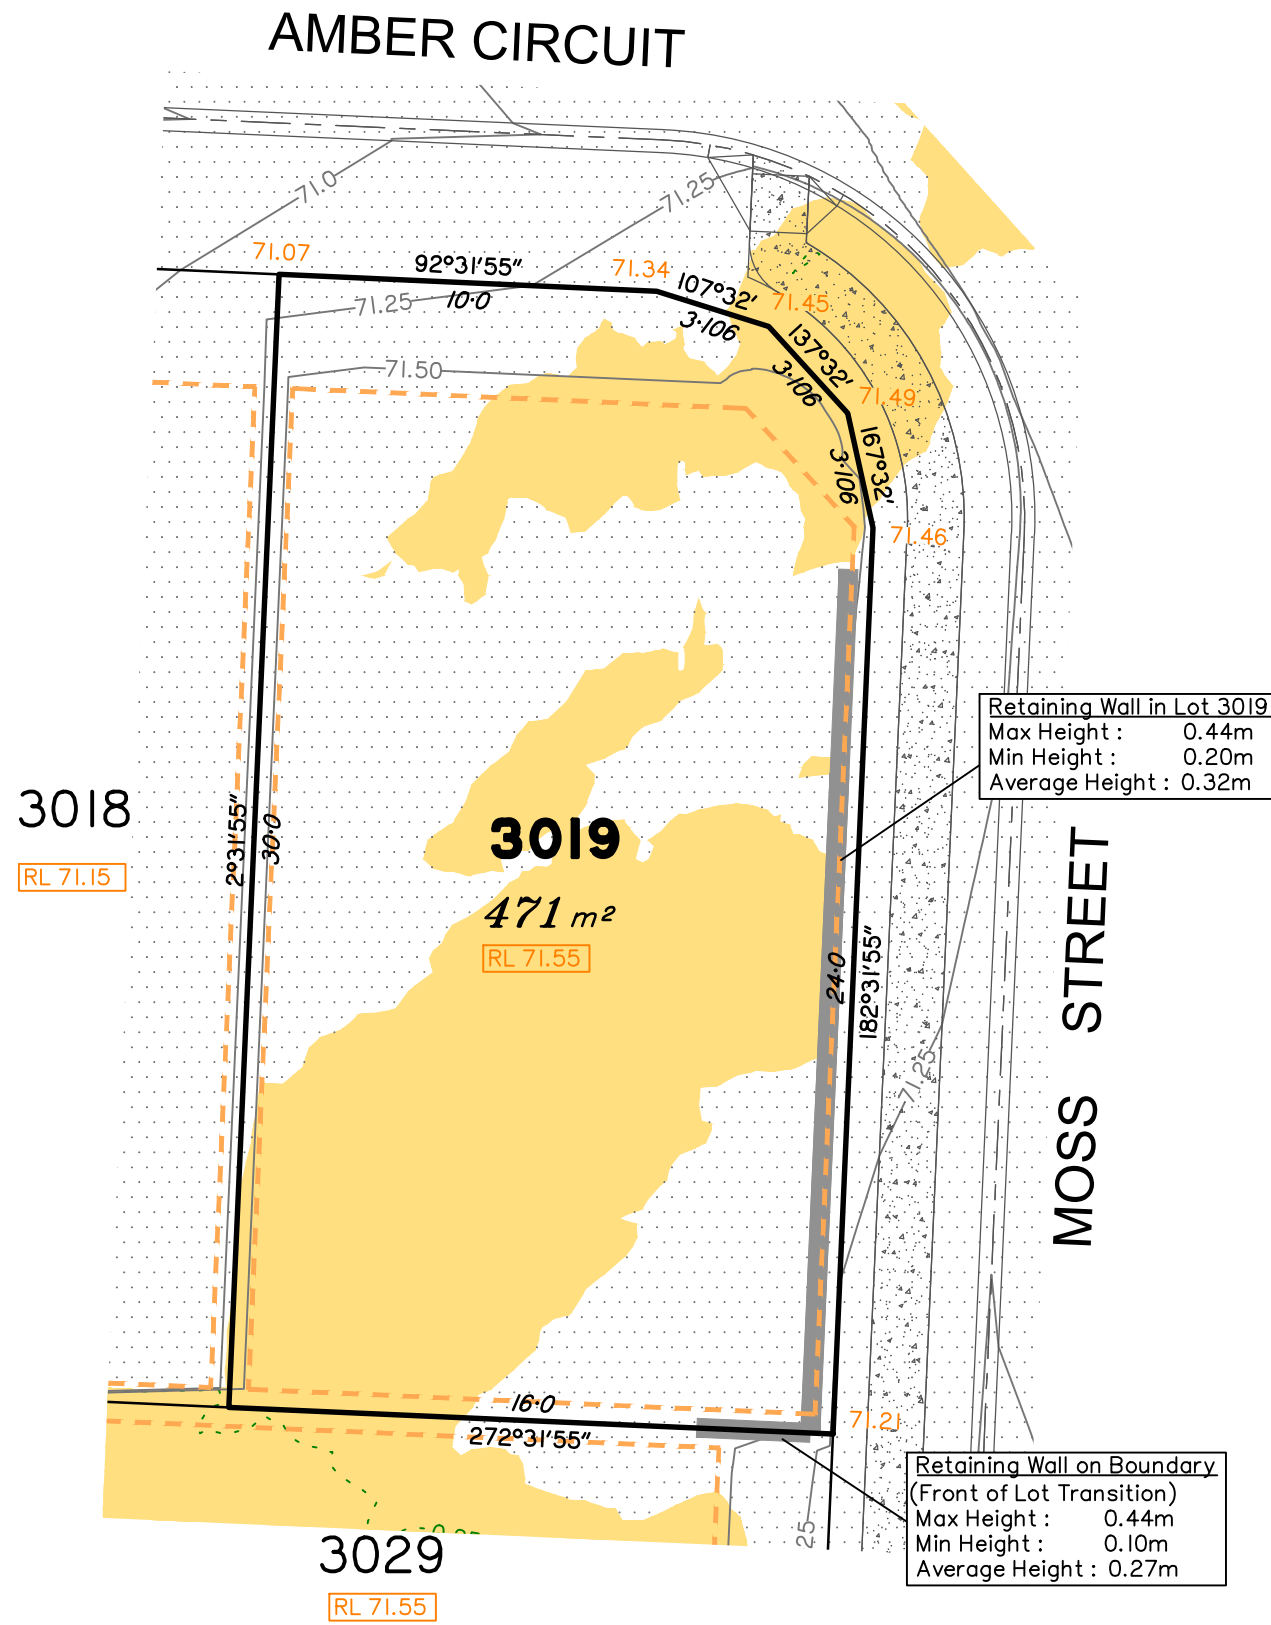 AMBER CIRCUIT
71.0
71.25
71.07
92°31'55"
71.34
107°32'
71.45
71.25
10·0
3·106
137°32'
71.50
3·106
71.49
167°32'
3·106
71.46
Retaining Wall in Lot 3019
Max Height : 0.44m
Min Height : 0.20m
Average Height : 0.32m
3018
RL 71.15
2°31'55"
30·0
3019
471 m²
RL 71.55
24·0
182°31'55"
71.25
MOSS STREET
16·0
272°31'55"
71.21
Retaining Wall on Boundary
(Front of Lot Transition)
Max Height : 0.44m
Min Height : 0.10m
Average Height : 0.27m
25
3029
RL 71.55